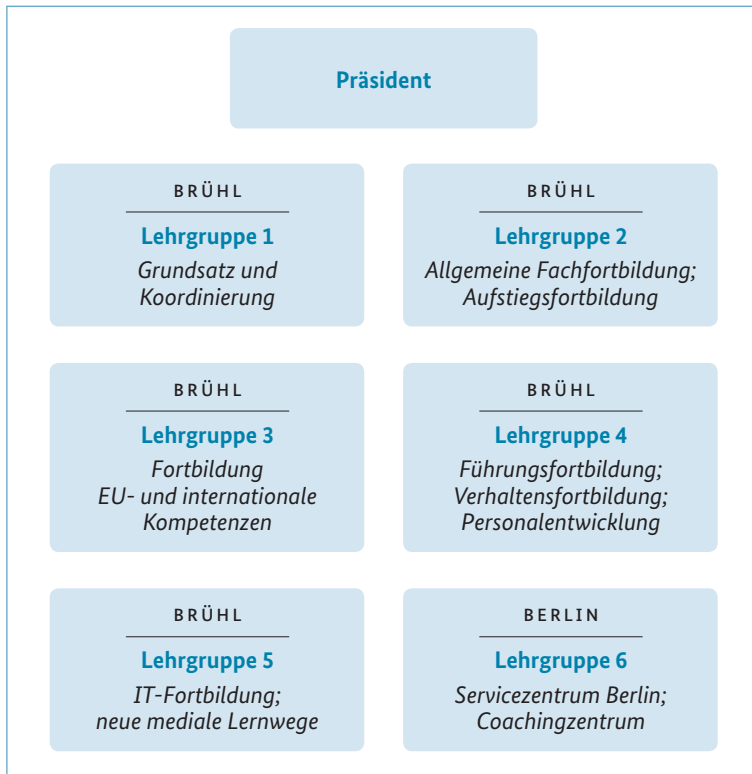 Präsident
BRÜHL
Lehrgruppe 1
Grundsatz und
Koordinierung
BRÜHL
Lehrgruppe 2
Allgemeine Fachfortbildung;
Aufstiegsfortbildung
BRÜHL
Lehrgruppe 3
Fortbildung
EU- und internationale
Kompetenzen
BRÜHL
Lehrgruppe 4
Führungsfortbildung;
Verhaltensfortbildung;
Personalentwicklung
BRÜHL
Lehrgruppe 5
IT-Fortbildung;
neue mediale Lernwege
BERLIN
Lehrgruppe 6
Servicezentrum Berlin;
Coachingzentrum